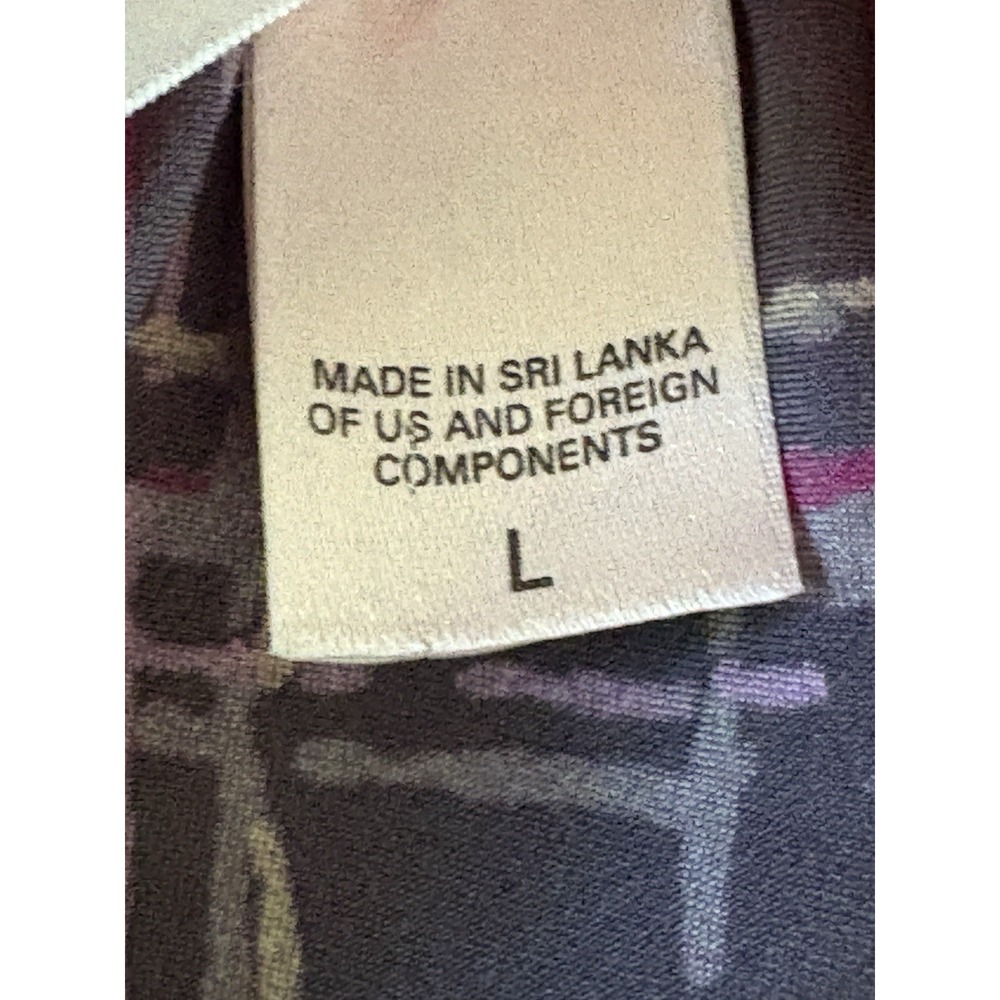 MADE IN SRI LANKA
OF US AND FOREIGN
COMPONENTS
L